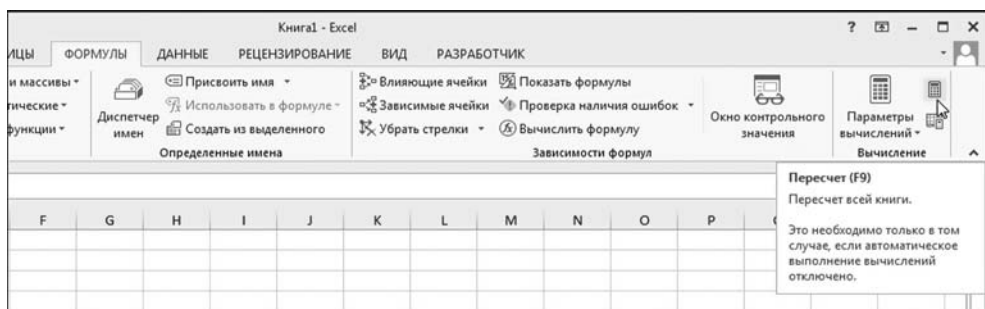 Книга1 - Excel
ИЦЫ ФОРМУЛЫ ДАННЫЕ РЕЦЕНЗИРОВАНИЕ ВИД РАЗРАБОТЧИК
и массивы
гические
функции
Диспетчер
имен
Присвоить имя
Использовать в формуле
Создать из выделенного
Определенные имена
Влияющие ячейки
Зависимые ячейки
Убрать стрелки
Показать формулы
Проверка наличия ошибок
Вычислить формулу
Зависимости формул
Окно контрольного
значения
Параметры
вычислений
Вычисление
Пересчет (F9)
Пересчет всей книги.
Это необходимо только в том
случае, если автоматическое
выполнение вычислений
отключено.
F G H I J K L M N O P